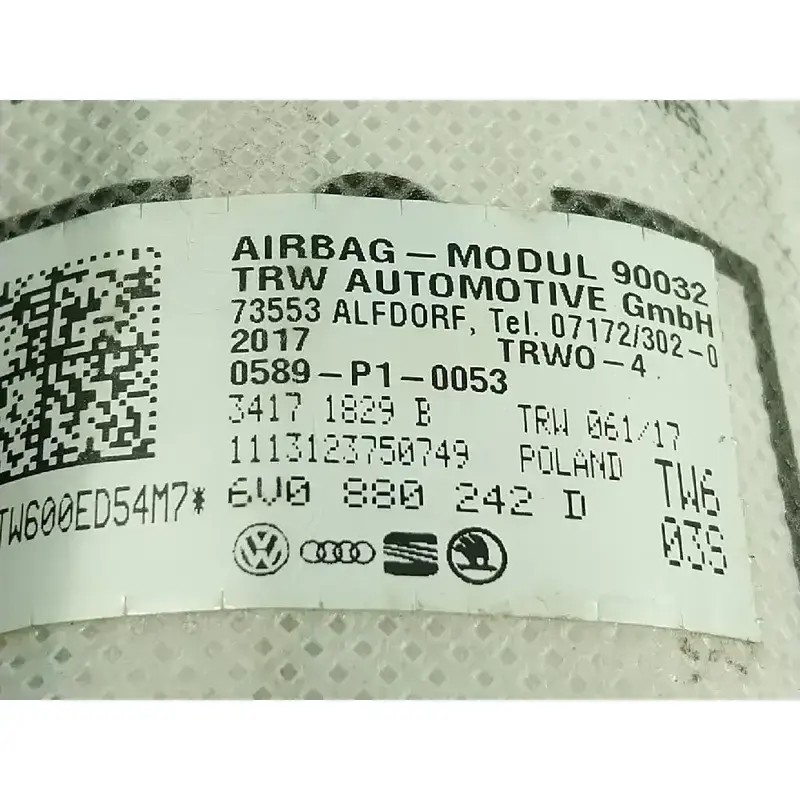 AIRBAG – MODUL 90032
TRW AUTOMOTIVE GmbH
73553 ALFDORF, Tel. 07172/302-0
2017 TRWO-4
0589-P1-0053
3417 1829 B TRW 061/17
1113123750749 POLAND TW6
TW600ED54M7* 6V0 880 242 D 03S